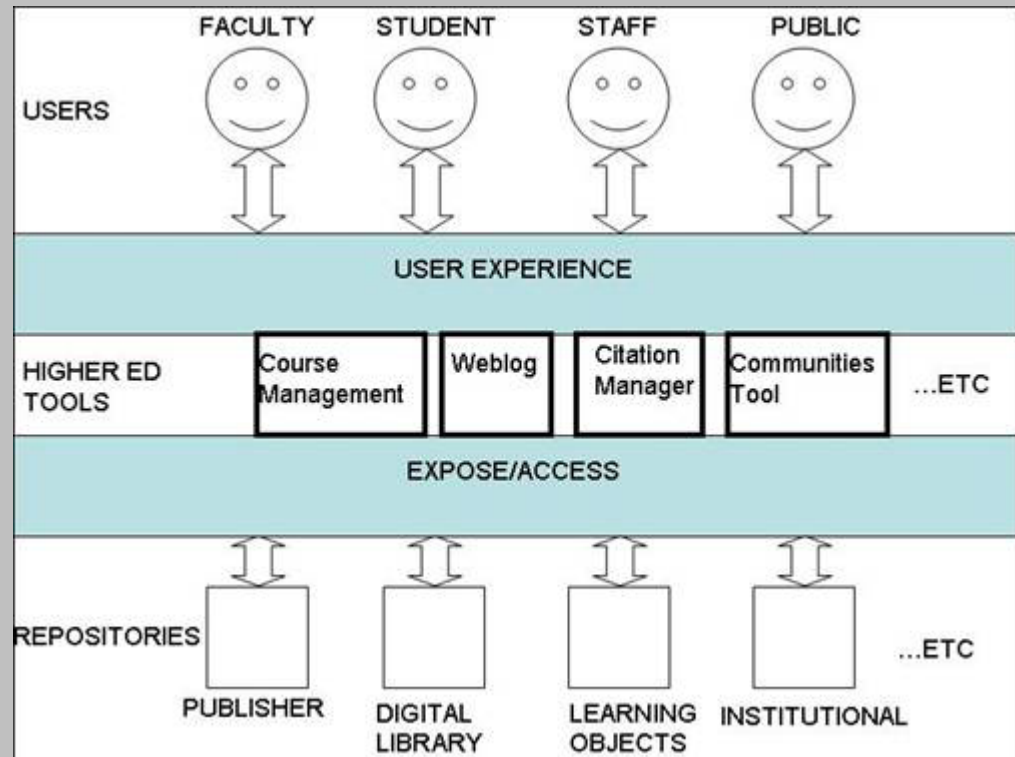 FACULTY STUDENT STAFF PUBLIC
USERS
USER EXPERIENCE
HIGHER ED
TOOLS
Course
Management
Weblog
Citation
Manager
Communities
Tool
...ETC
EXPOSE/ACCESS
REPOSITORIES
...ETC
PUBLISHER
DIGITAL
LIBRARY
LEARNING
OBJECTS
INSTITUTIONAL